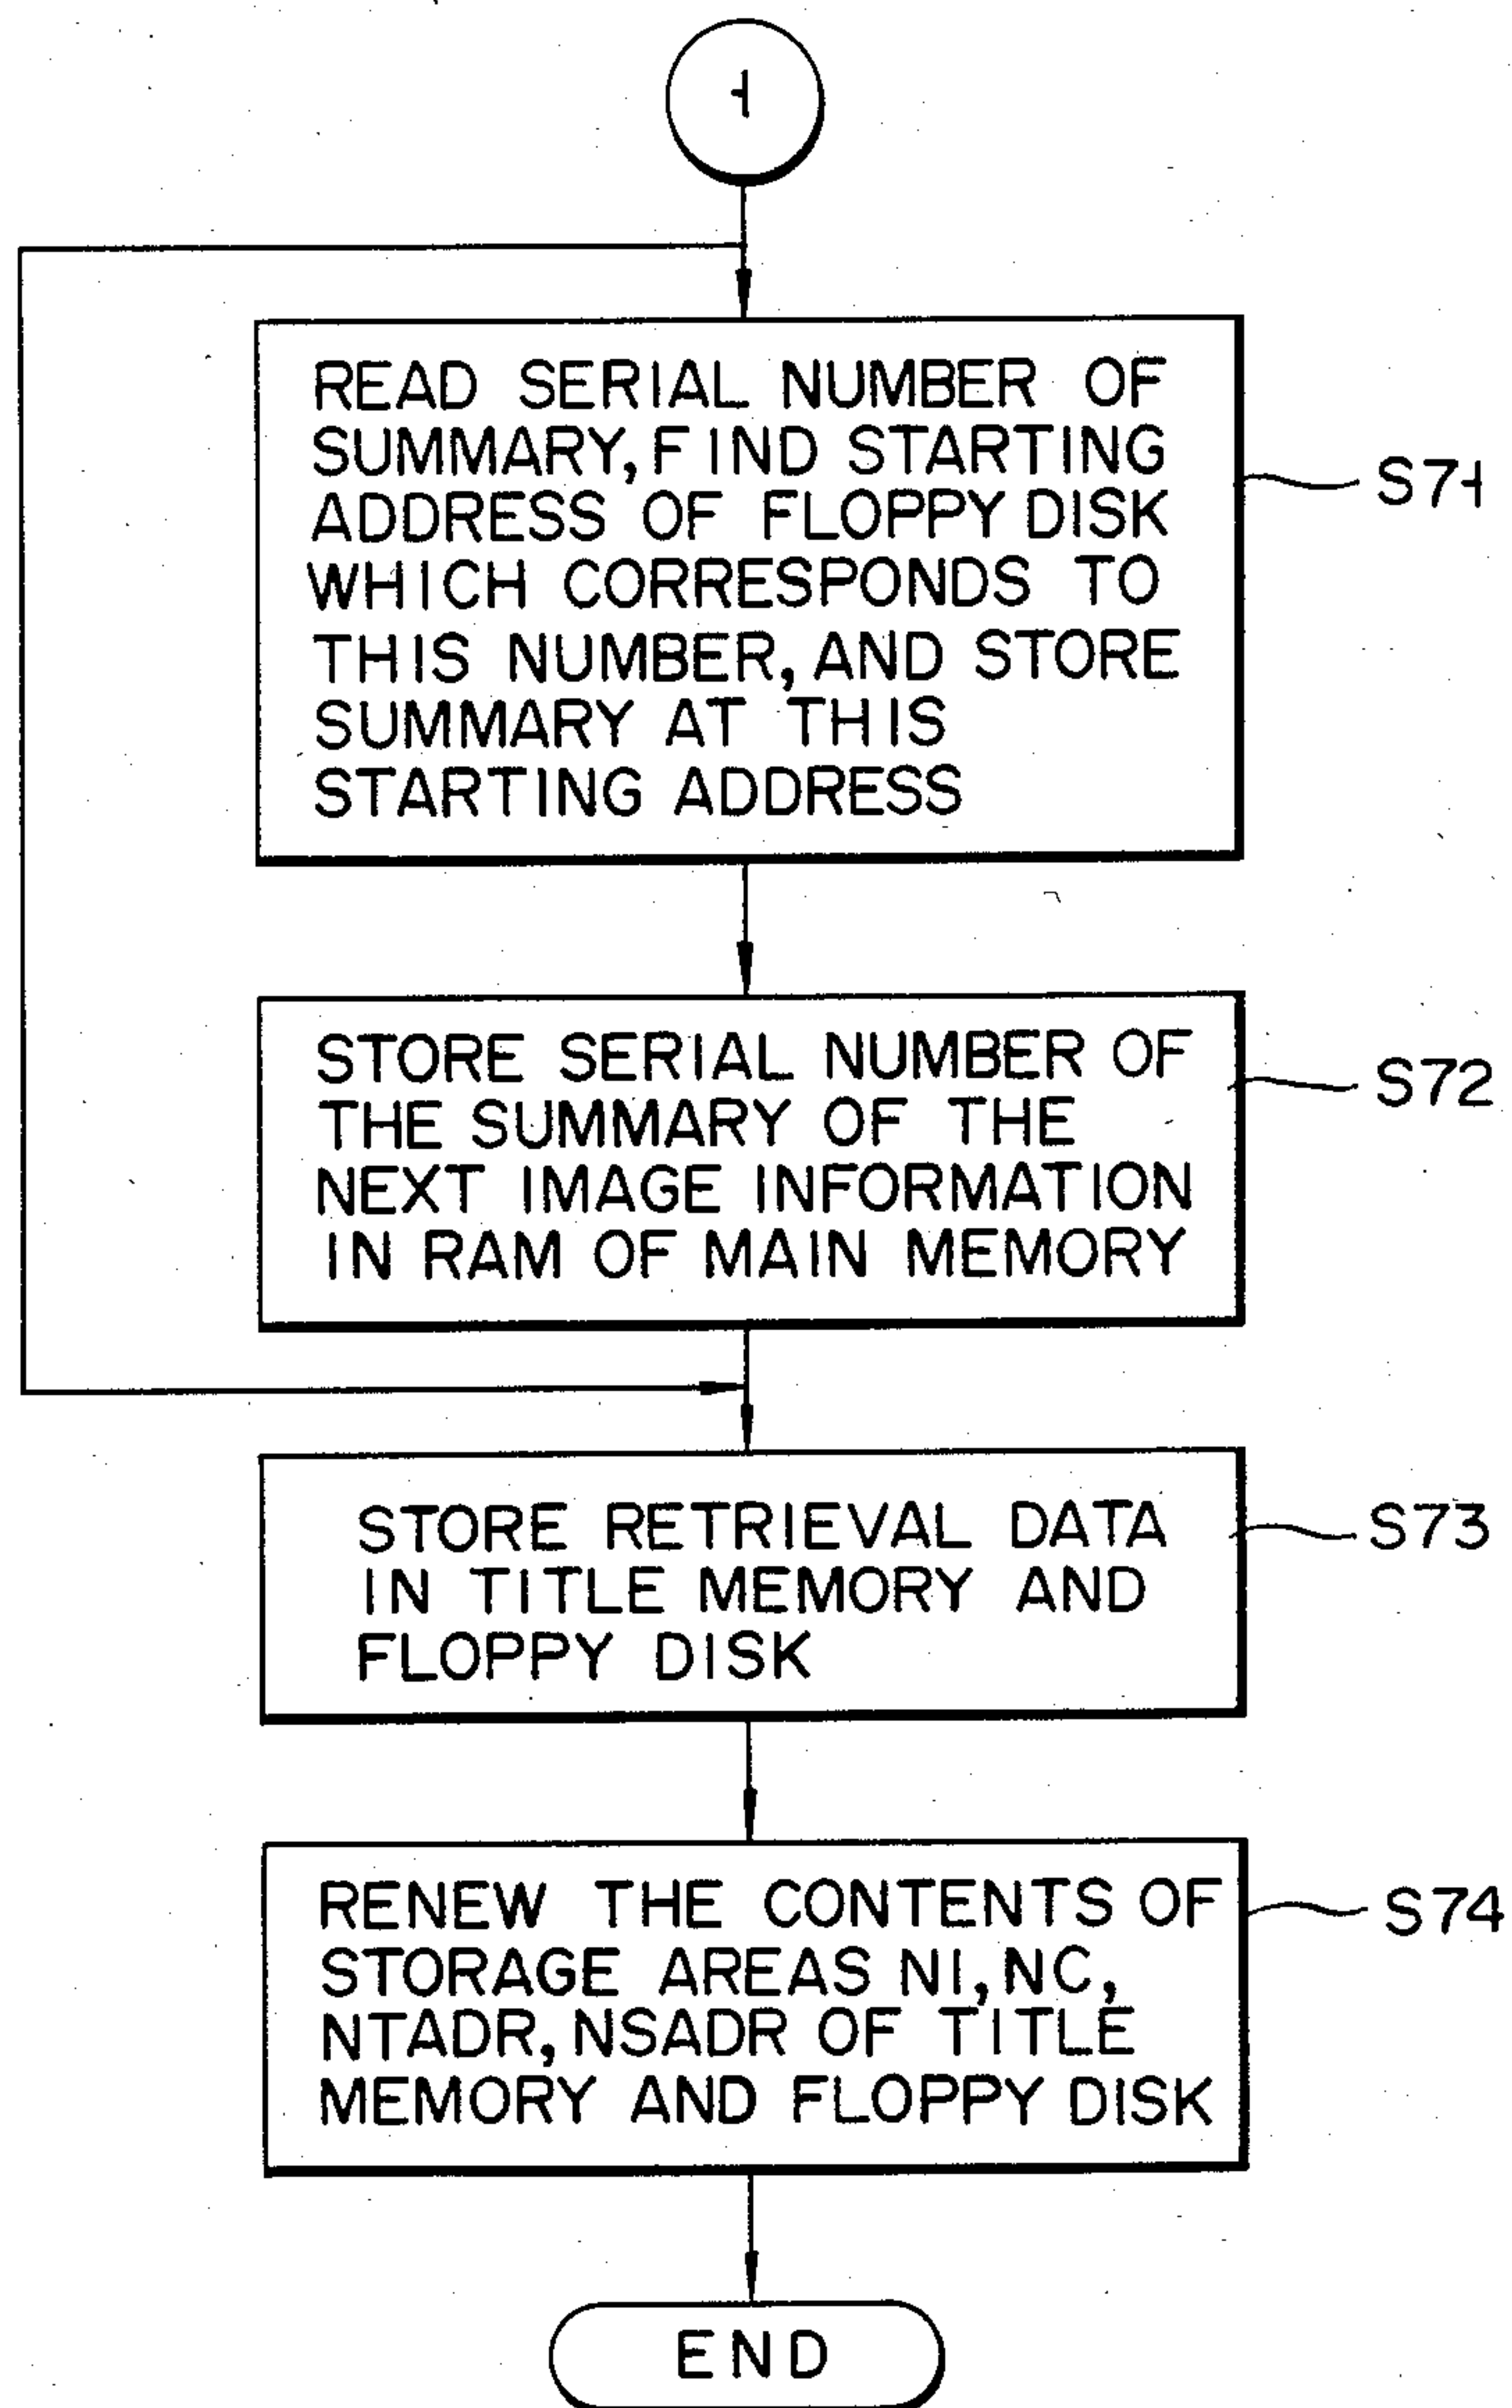 1
READ SERIAL NUMBER OF
SUMMARY, FIND STARTING
ADDRESS OF FLOPPY DISK
WHICH CORRESPONDS TO
THIS NUMBER, AND STORE
SUMMARY AT THIS
STARTING ADDRESS
S71
STORE SERIAL NUMBER OF
THE SUMMARY OF THE
NEXT IMAGE INFORMATION
IN RAM OF MAIN MEMORY
S72
STORE RETRIEVAL DATA
IN TITLE MEMORY AND
FLOPPY DISK
S73
RENEW THE CONTENTS OF
STORAGE AREAS NI, NC,
NTADR, NSADR OF TITLE
MEMORY AND FLOPPY DISK
S74
END